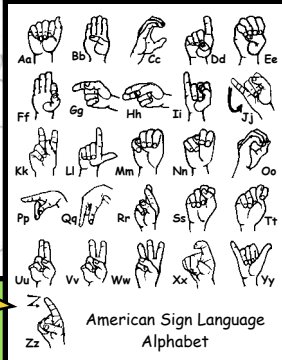 Aa Bb Cc Dd Ee
Ff Gg Hh Ii Jj
Kk Ll Mm Nn Oo
Pp Qq Rr Ss Tt
Uu Vv Ww Xx Yy
Z
Zz
American Sign Language
Alphabet